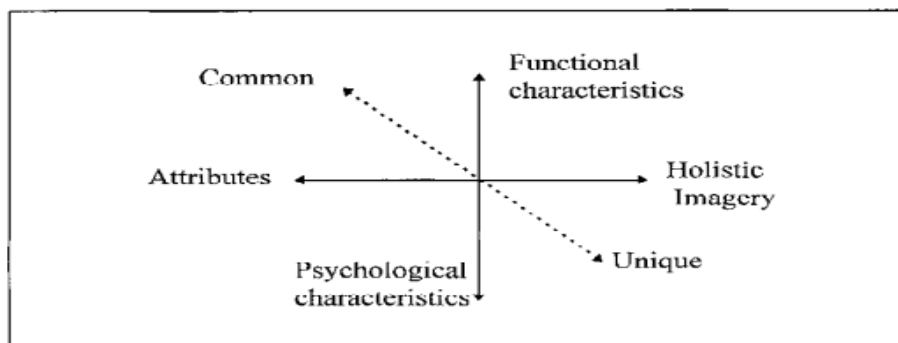 Common
Functional
characteristics
Attributes
Holistic
Imagery
Psychological
characteristics
Unique